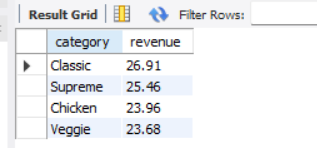 Result Grid Filter Rows:
category revenue
Classic 26.91
Supreme 25.46
Chicken 23.96
Veggie 23.68